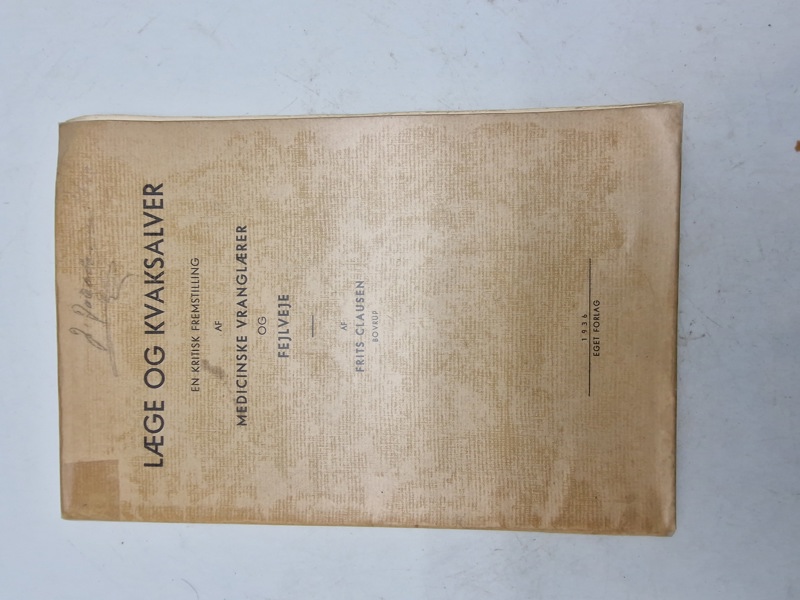 LÆGE OG KVAKSALVER
EN KRITISK FREMSTILLING
AF
MEDICINSKE VRANGLÆRER
OG
FEJLVEJE
AF
FRITS CLAUSEN
BOVRUP
1936
EGET FORLAG